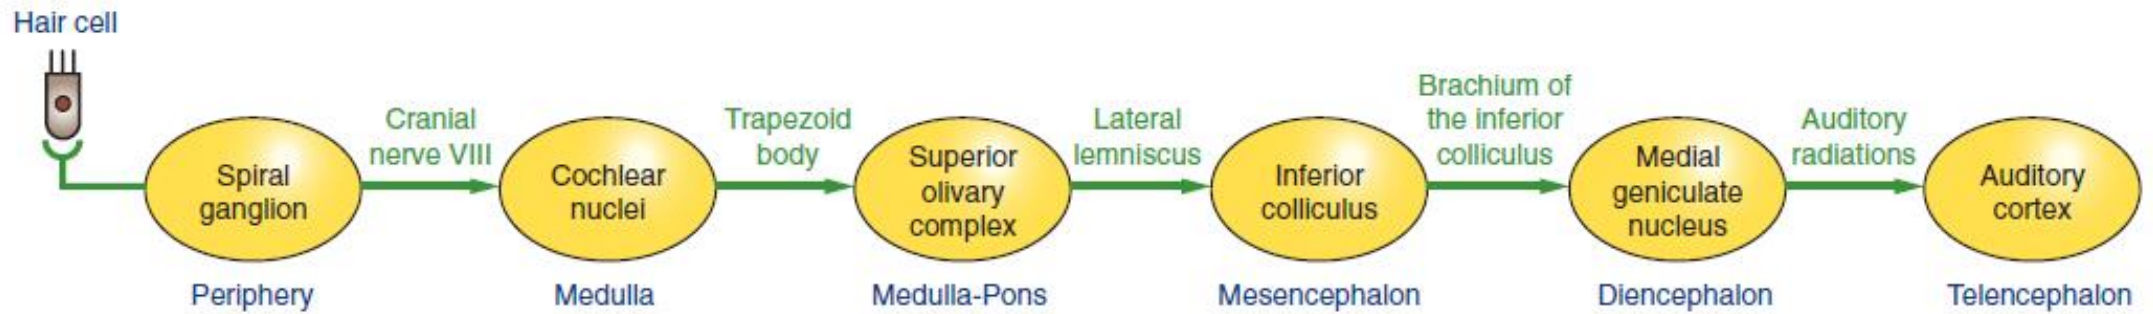 Hair cell
Spiral
ganglion
Periphery
Cranial
nerve VIII
Cochlear
nuclei
Medulla
Trapezoid
body
Superior
olivary
complex
Medulla-Pons
Lateral
lemniscus
Inferior
colliculus
Mesencephalon
Brachium of
the inferior
colliculus
Medial
geniculate
nucleus
Diencephalon
Auditory
radiations
Auditory
cortex
Telencephalon